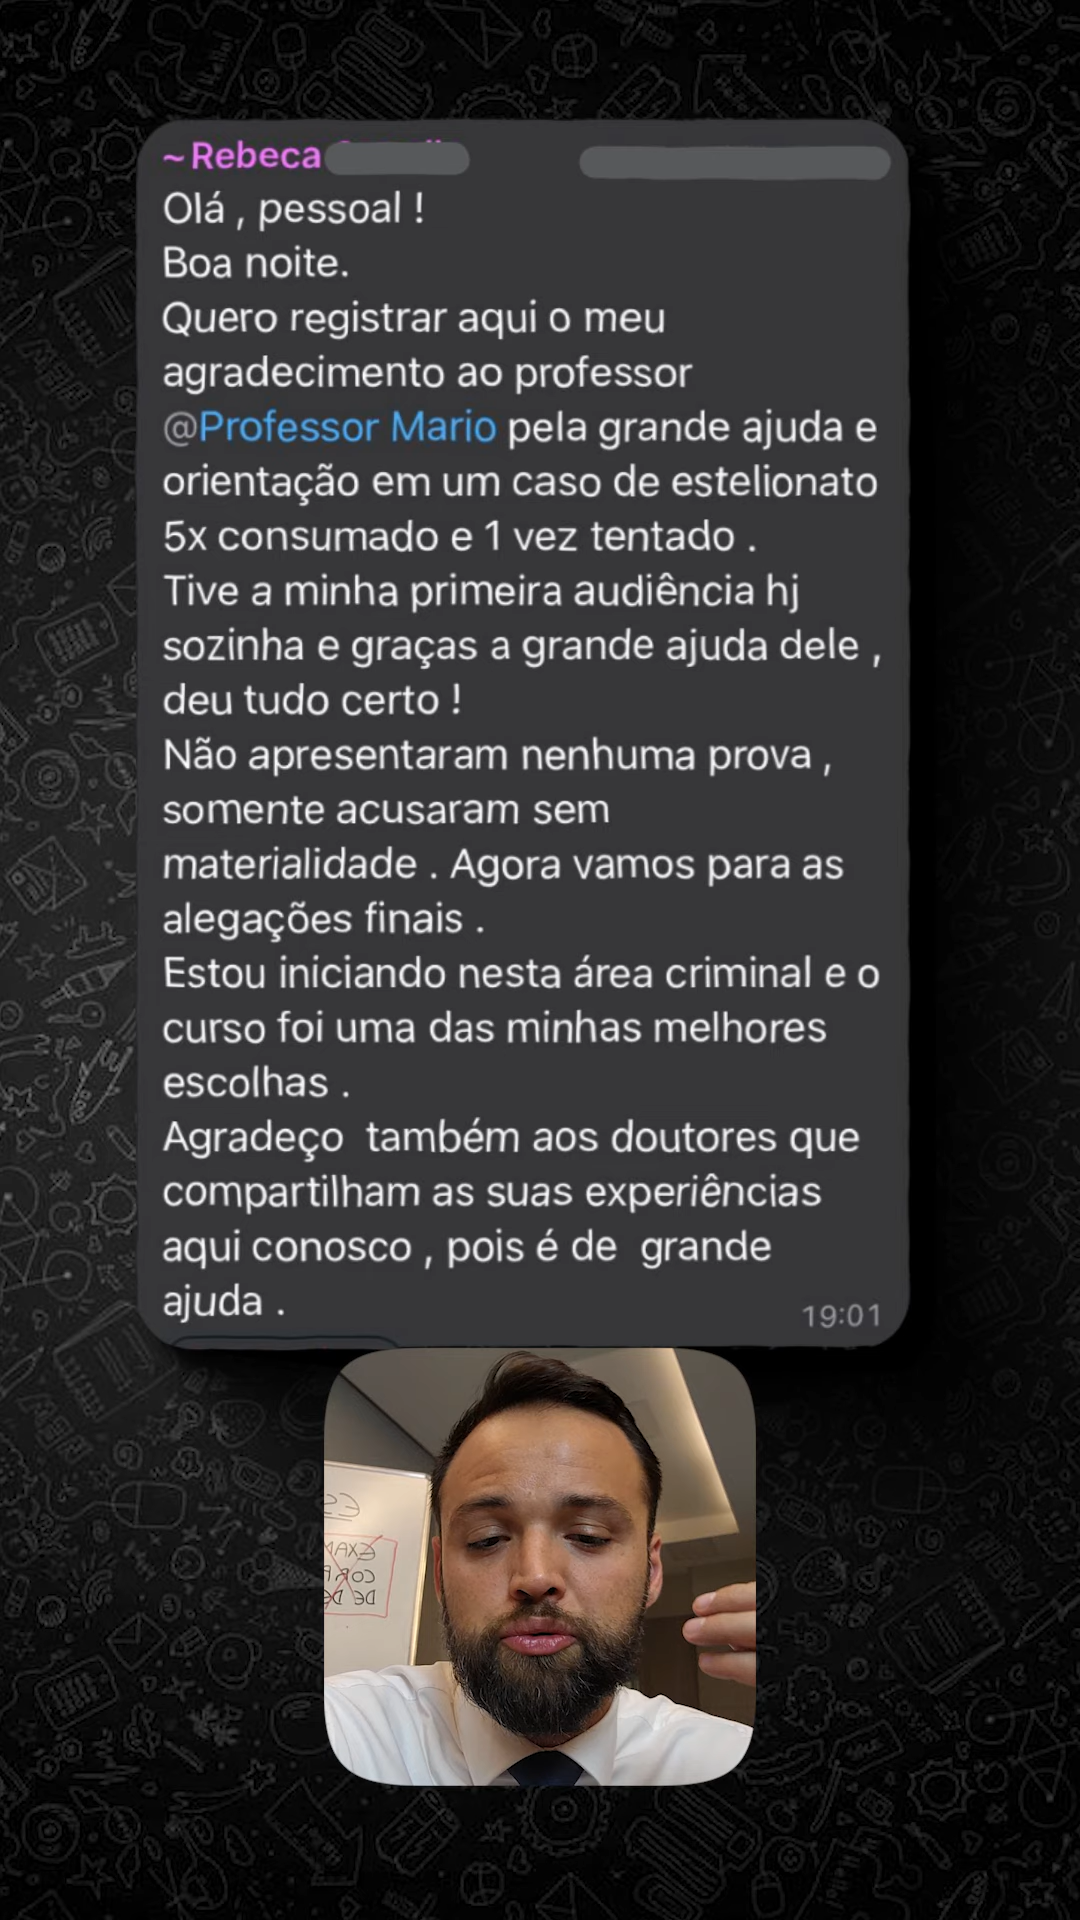 ~Rebeca
Olá , pessoal !
Boa noite.
Quero registrar aqui o meu
agradecimento ao professor
@Professor Mario pela grande ajuda e
orientação em um caso de estelionato
5x consumado e 1 vez tentado .
Tive a minha primeira audiência hj
sozinha e graças a grande ajuda dele ,
deu tudo certo !
Não apresentaram nenhuma prova ,
somente acusaram sem
materialidade . Agora vamos para as
alegações finais .
Estou iniciando nesta área criminal e o
curso foi uma das minhas melhores
escolhas .
Agradeço  também aos doutores que
compartilham as suas experiências
aqui conosco , pois é de  grande
ajuda .
19:01
DE